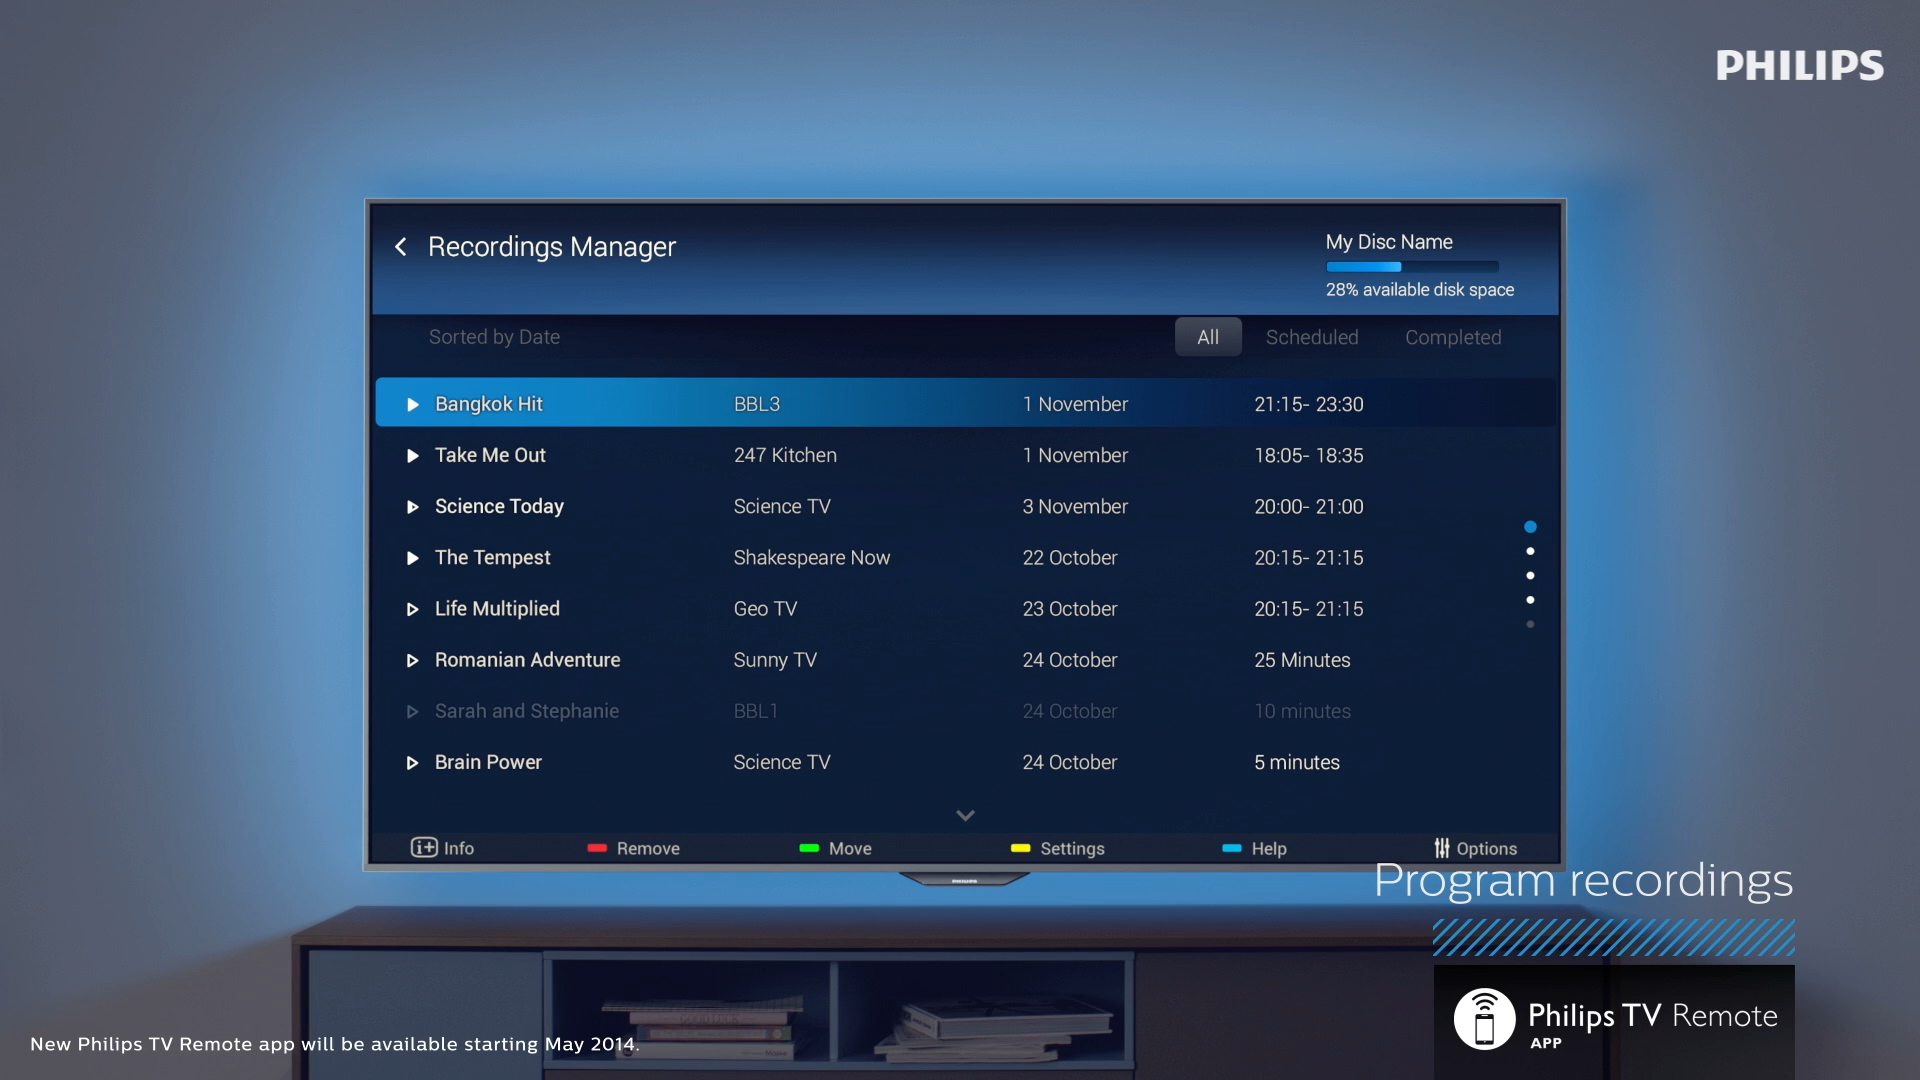 PHILIPS
Recordings Manager
My Disc Name
28% available disk space
Sorted by Date
All Scheduled Completed
Bangkok Hit BBL3 1 November 21:15- 23:30
Take Me Out 247 Kitchen 1 November 18:05- 18:35
Science Today Science TV 3 November 20:00- 21:00
The Tempest Shakespeare Now 22 October 20:15- 21:15
Life Multiplied Geo TV 23 October 20:15- 21:15
Romanian Adventure Sunny TV 24 October 25 Minutes
Sarah and Stephanie BBL1 24 October 10 minutes
Brain Power Science TV 24 October 5 minutes
i+ Info Remove Move Settings Help Options
PHILIPS
Program recordings
GOOD LUCK
Philips TV Remote
APP
New Philips TV Remote app will be available starting May 2014.